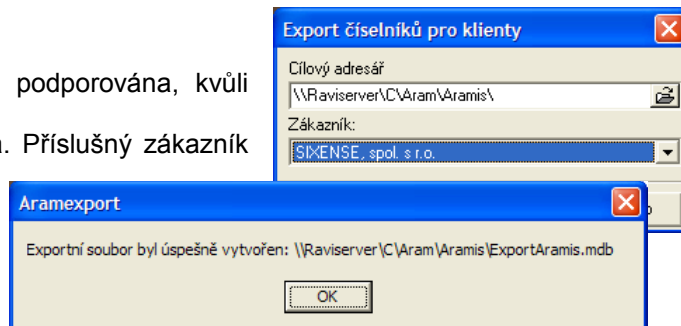 podporována, kvůli
Příslušný zákazník
Export číselníků pro klienty
Cílový adresář
\\Raviserver\C\Aram\Aramis\
Zákazník:
SIXENSE, spol. s r.o.
Aramexport
Exportní soubor byl úspěšně vytvořen: \\Raviserver\C\Aram\Aramis\ExportAramis.mdb
OK